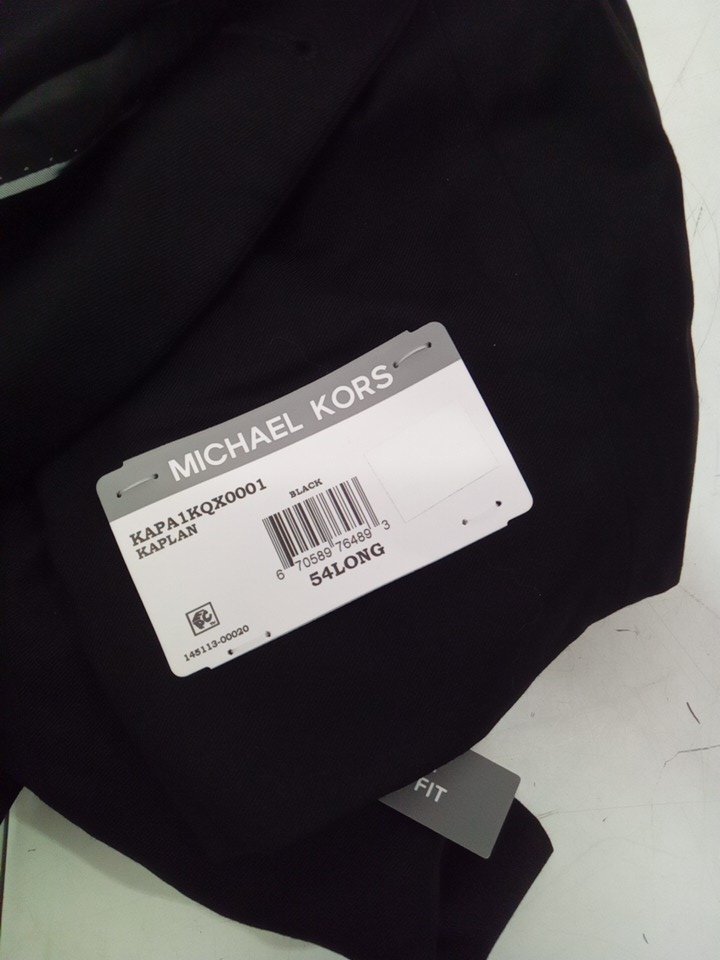 MICHAEL KORS
KAPA1KQX0001
KAPLAN
BLACK
6 70589 76489 3
54LONG
145113-00020
FIT